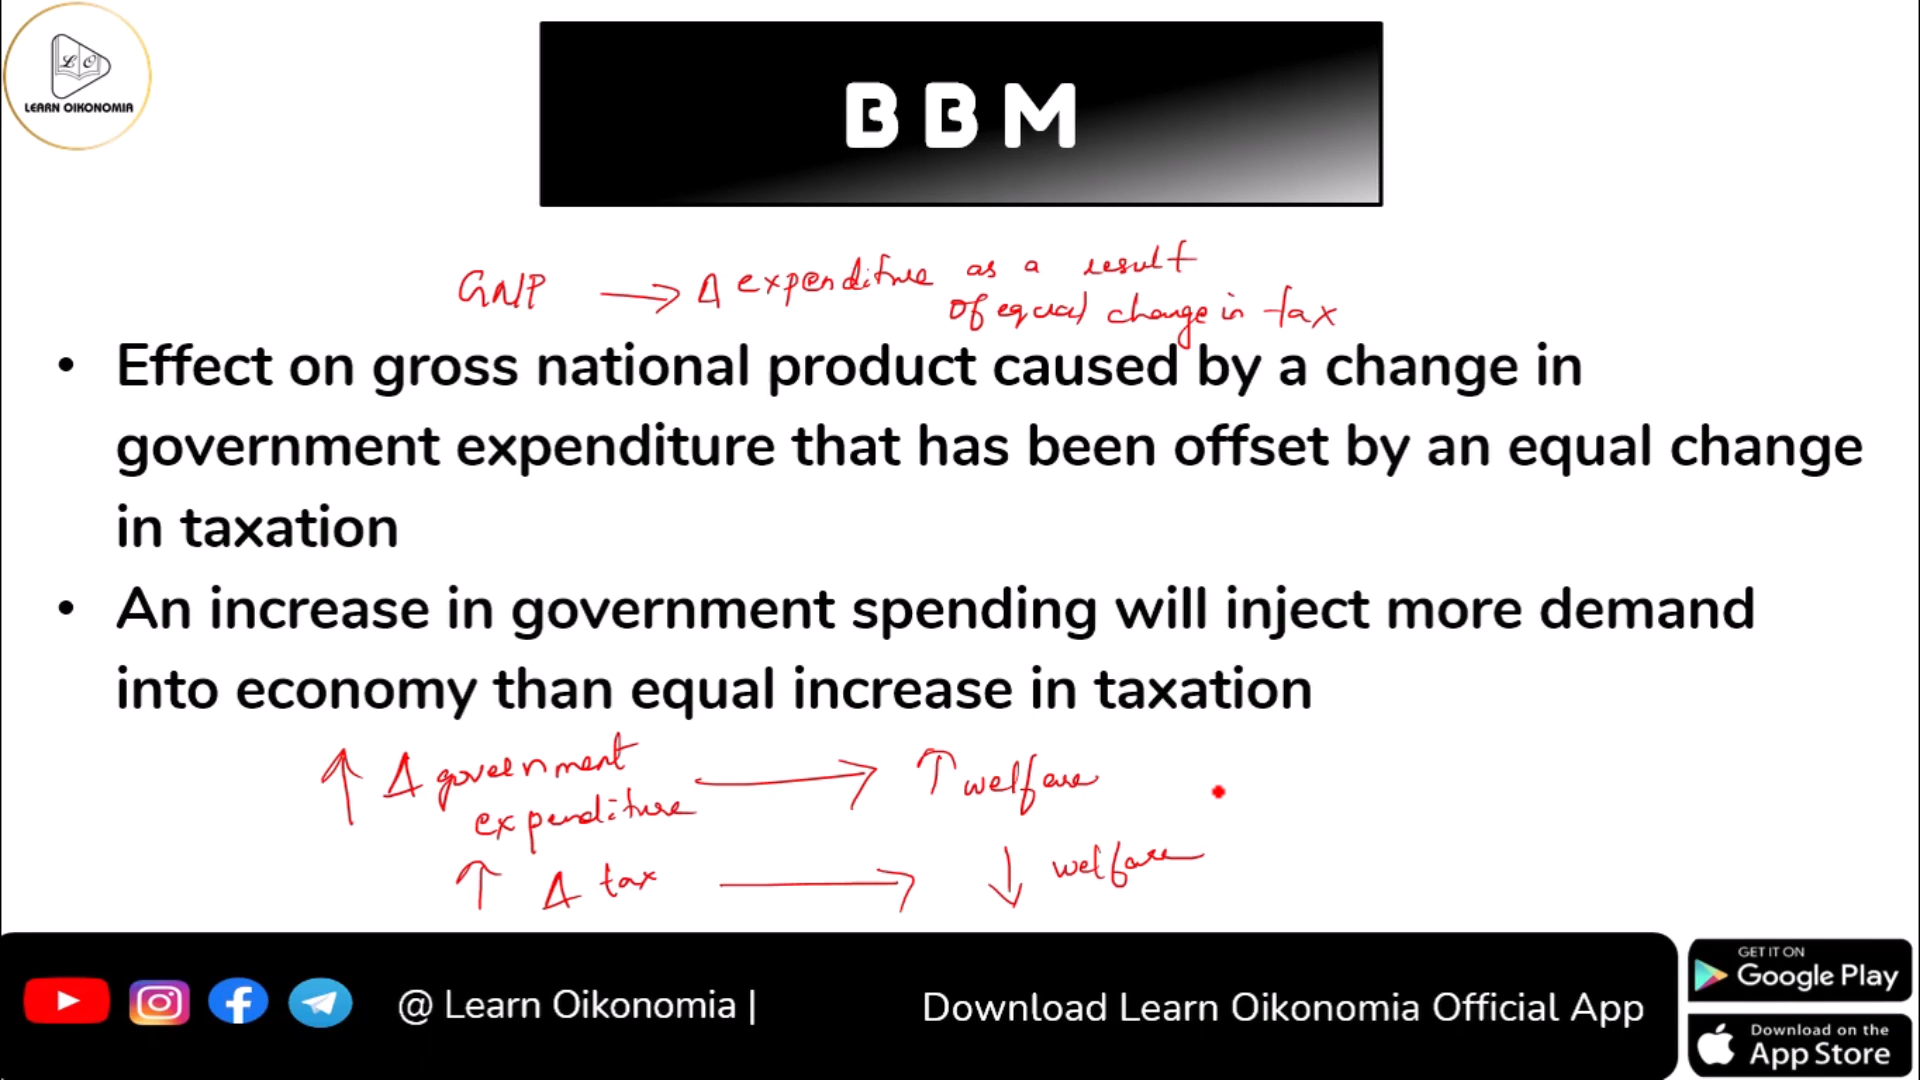 LO
LEARN OIKONOMIA
BBM
GNP → Δ expenditure as a result
of equal change in tax
• Effect on gross national product caused by a change in
government expenditure that has been offset by an equal change
in taxation
• An increase in government spending will inject more demand
into economy than equal increase in taxation
↑ Δ government
expenditure → ↑ welfare
↑ Δ tax → ↓ welfare
@ Learn Oikonomia |
Download Learn Oikonomia Official App
GET IT ON
Google Play
Download on the
App Store